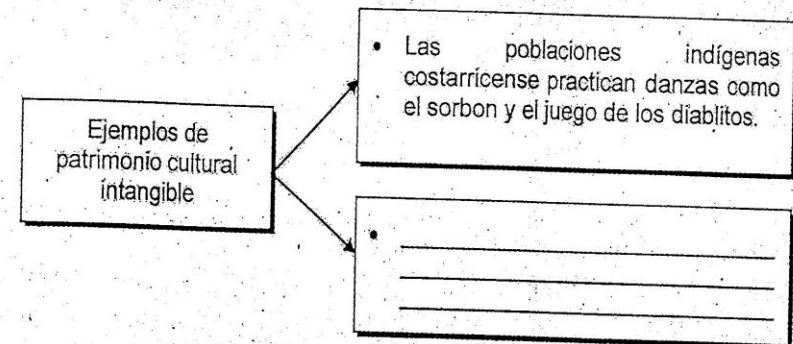 • Las poblaciones indígenas
costarricense practican danzas como
el sorbon y el juego de los diablitos.
Ejemplos de
patrimonio cultural
intangible
•